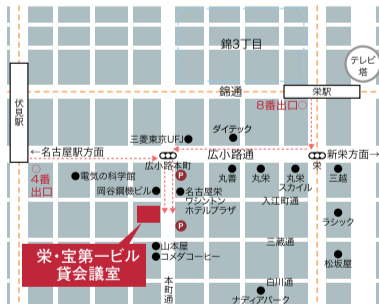 錦3丁目
テレビ
塔
錦通
栄駅
伏見駅
8番出口
三菱東京UFJ
ダイテック
←名古屋駅方面
広小路本町
広小路通
栄
新栄方面→
4番
出口
電気の科学館
岡谷鋼機ビル
P
名古屋栄
ワシントン
ホテルプラザ
丸善
丸栄
丸栄
スカイル
三越
入江町通
P
ラシック
栄・宝第一ビル
貸会議室
山本屋
コメダコーヒー
三蔵通
松坂屋
本町通
白川通
ナディアパーク